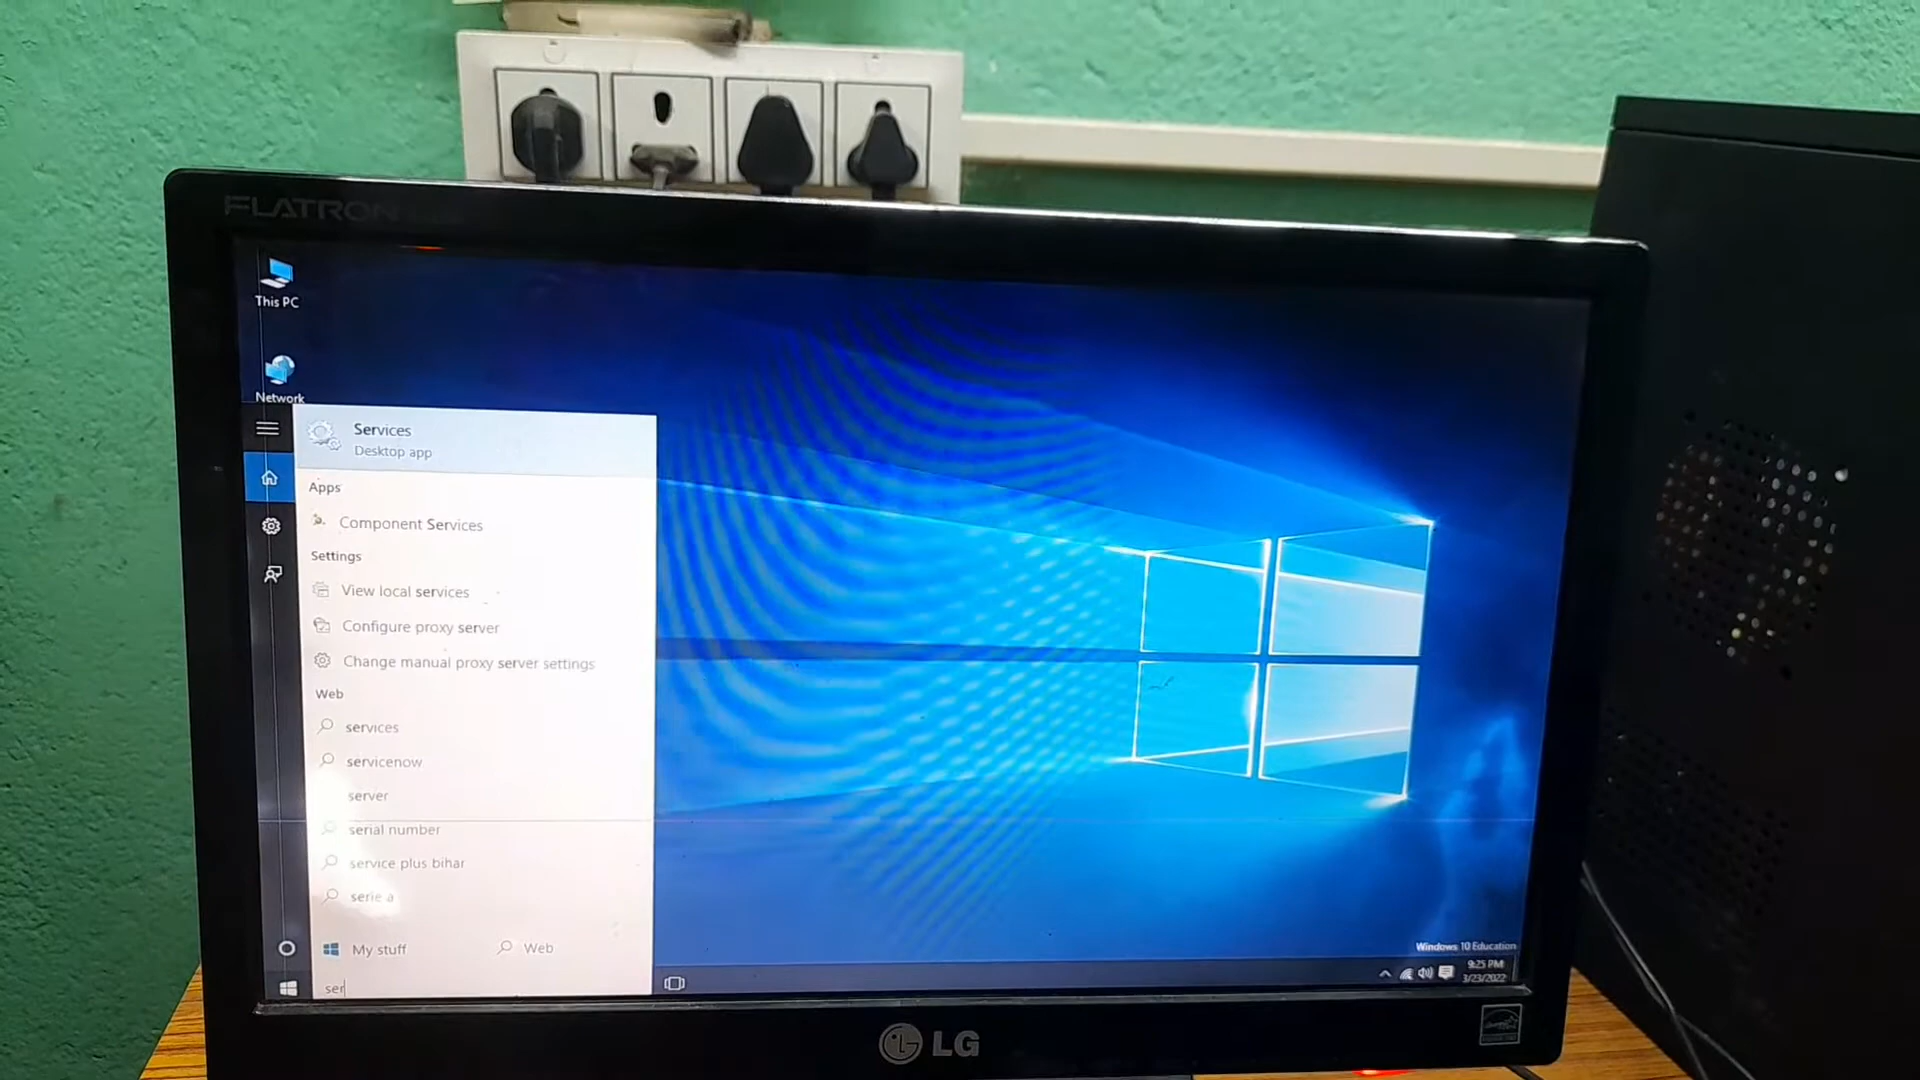 FLATRON
This PC
Network
Services
Desktop app
Apps
Component Services
Settings
View local services
Configure proxy server
Change manual proxy server settings
Web
services
servicenow
server
serial number
service plus bihar
serie a
My stuff
Web
ser
Windows 10 Education
9:25 PM
3/23/2022
LG